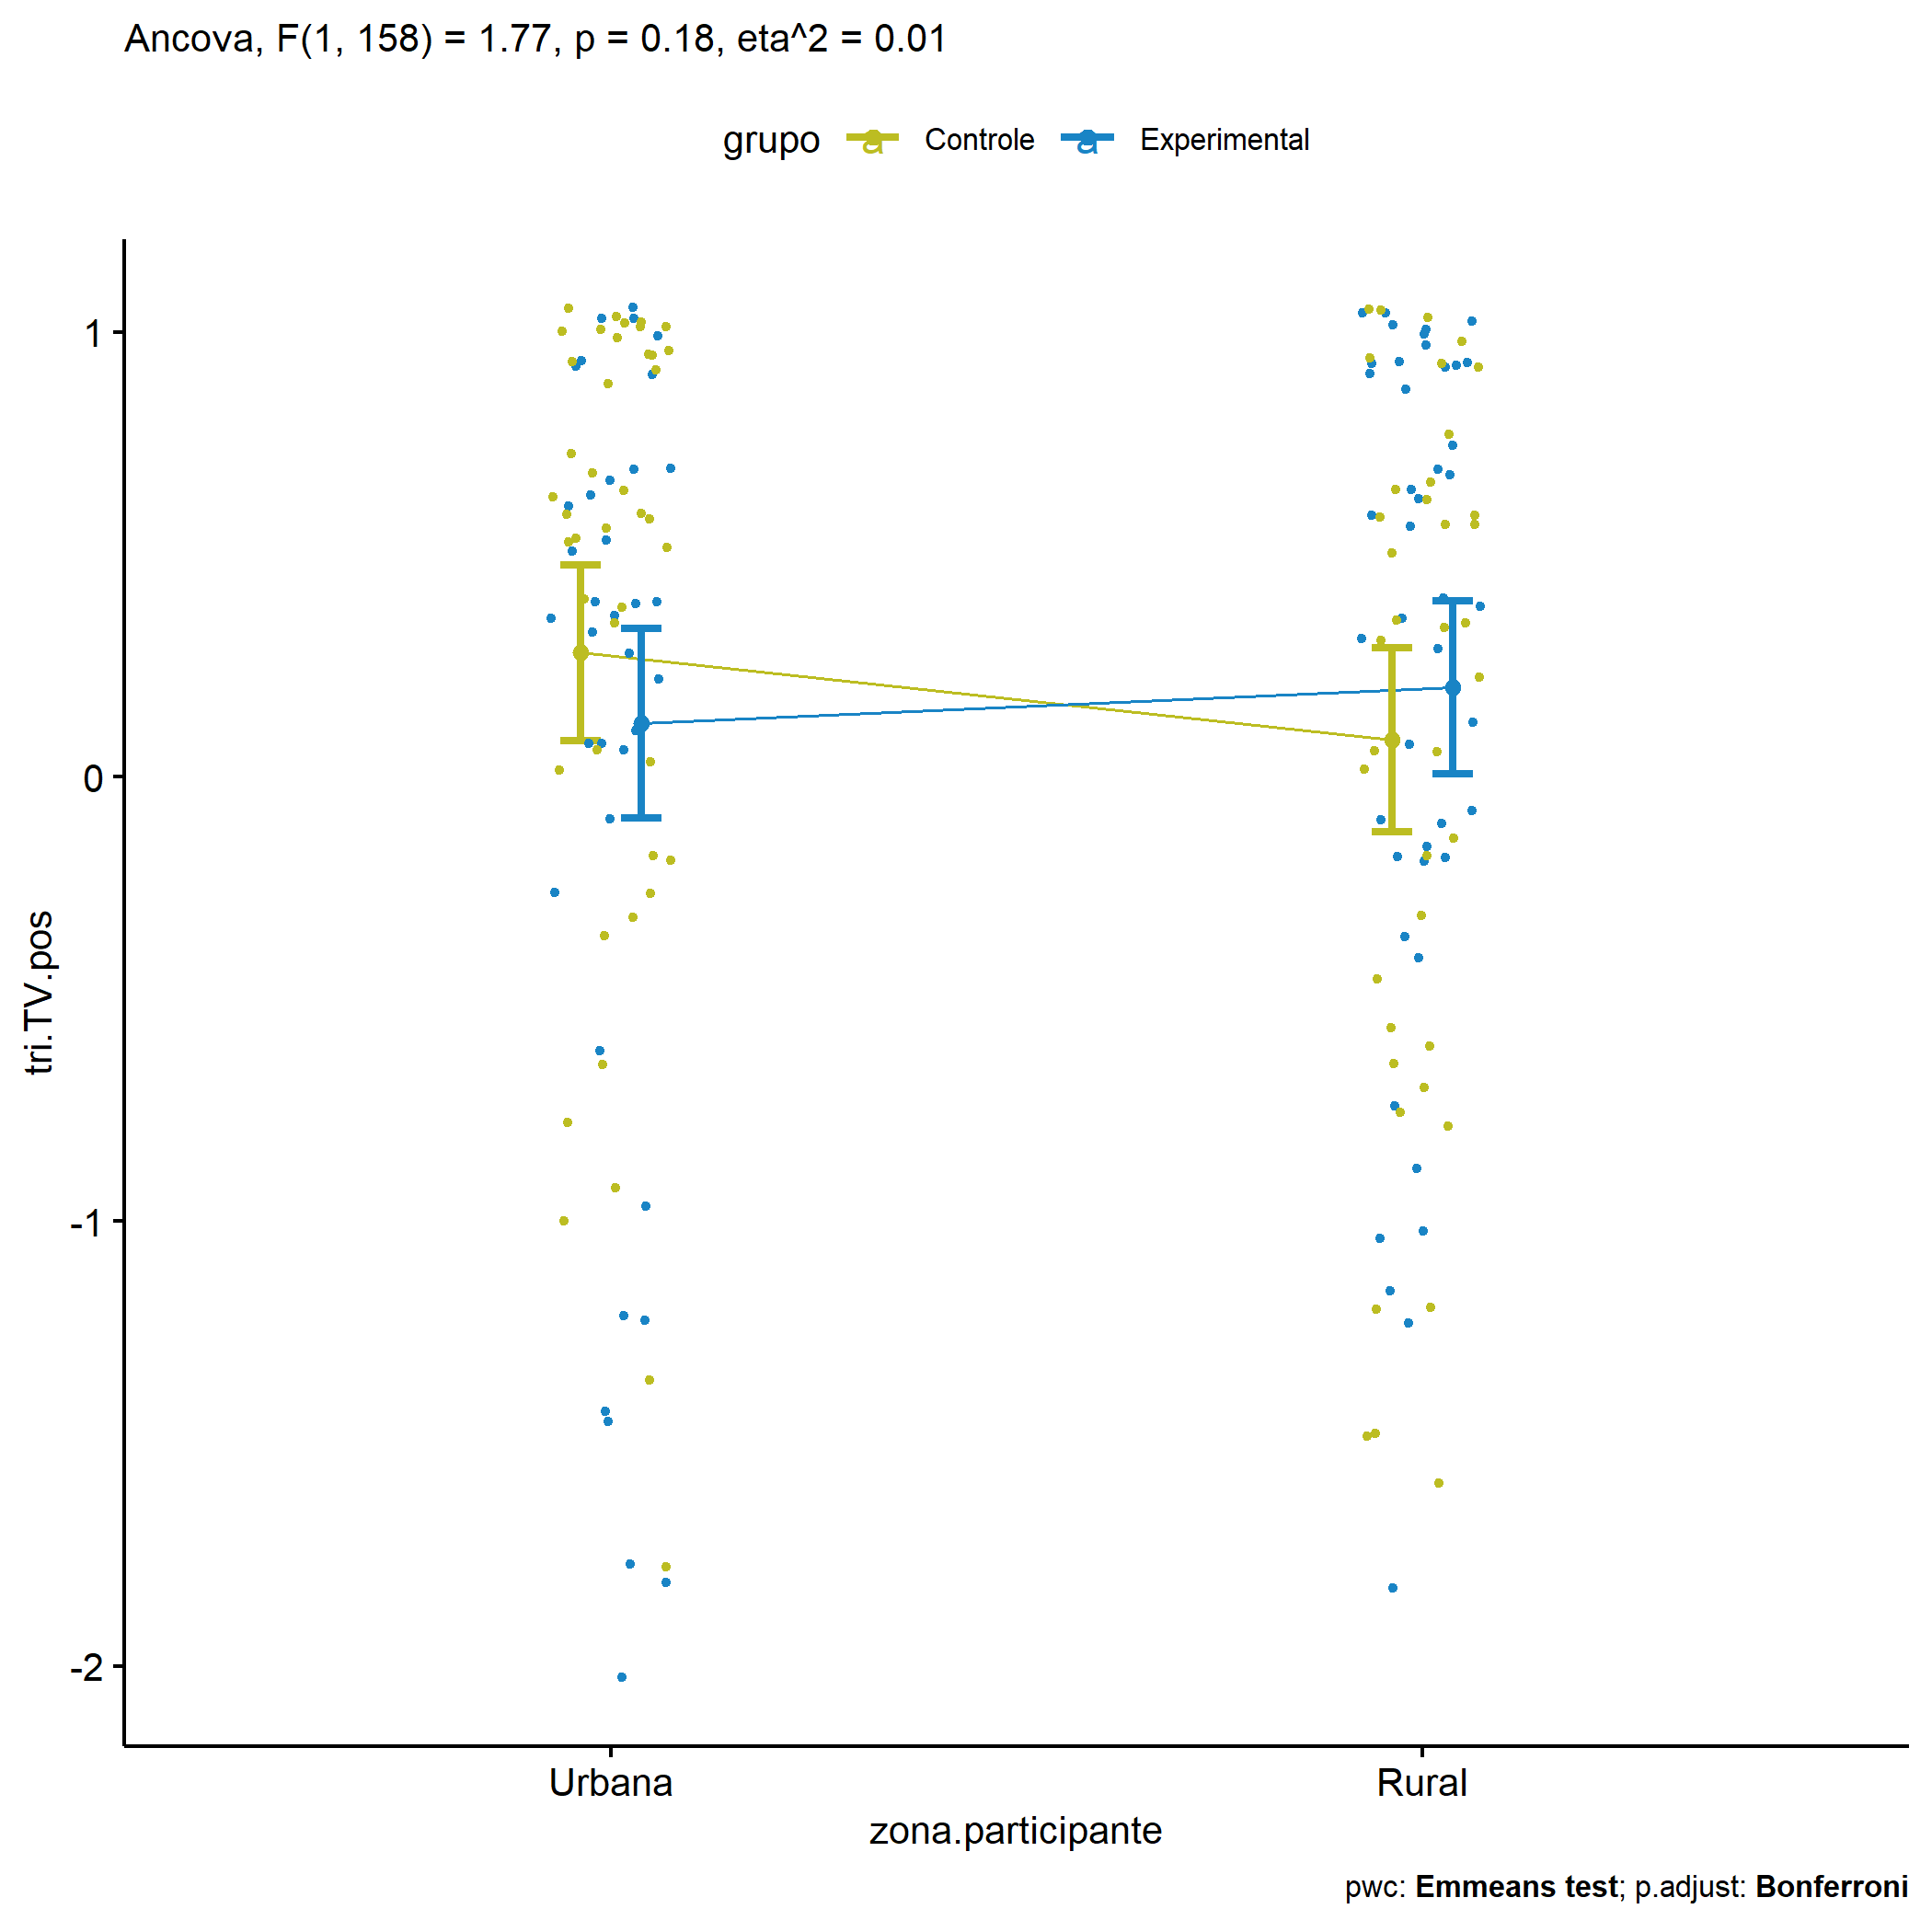 Ancova, F(1, 158) = 1.77, p = 0.18, eta^2 = 0.01
grupo a Controle a Experimental
1
0
-1
-2
tri.TV.pos
Urbana Rural
zona.participante
pwc: Emmeans test; p.adjust: Bonferroni